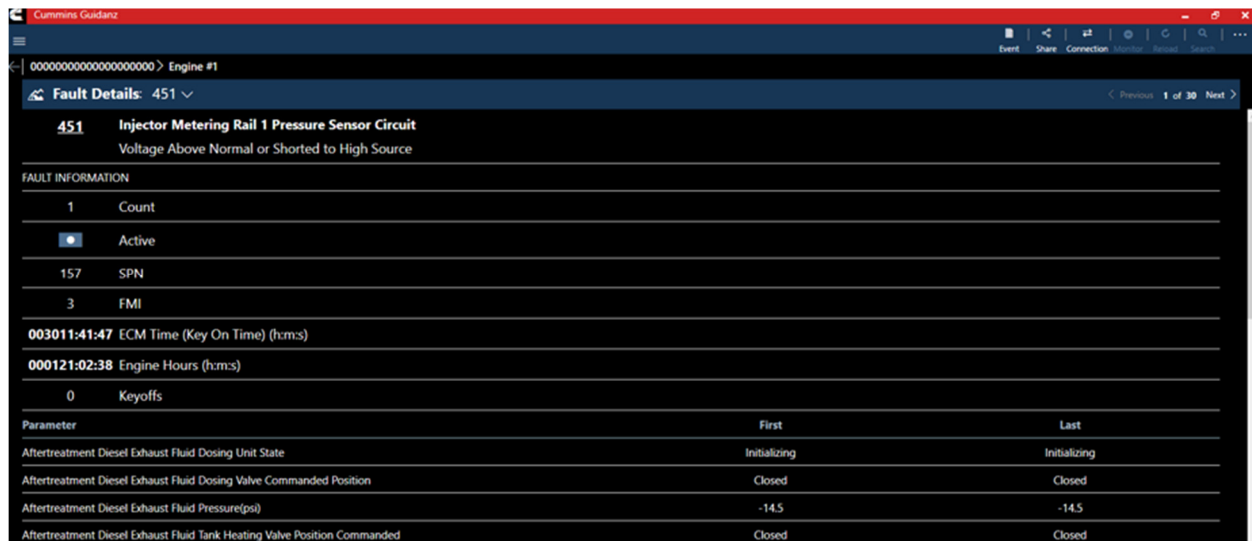 Cummins Guidanz
Event Share Connection Monitor Reload Search
00000000000000000000 > Engine #1
Fault Details: 451
< Previous 1 of 30 Next >
451 Injector Metering Rail 1 Pressure Sensor Circuit
Voltage Above Normal or Shorted to High Source
FAULT INFORMATION
1 Count
Active
157 SPN
3 FMI
003011:41:47 ECM Time (Key On Time) (h:m:s)
000121:02:38 Engine Hours (h:m:s)
0 Keyoffs
Parameter First Last
Aftertreatment Diesel Exhaust Fluid Dosing Unit State Initializing Initializing
Aftertreatment Diesel Exhaust Fluid Dosing Valve Commanded Position Closed Closed
Aftertreatment Diesel Exhaust Fluid Pressure(psi) -14.5 -14.5
Aftertreatment Diesel Exhaust Fluid Tank Heating Valve Position Commanded Closed Closed